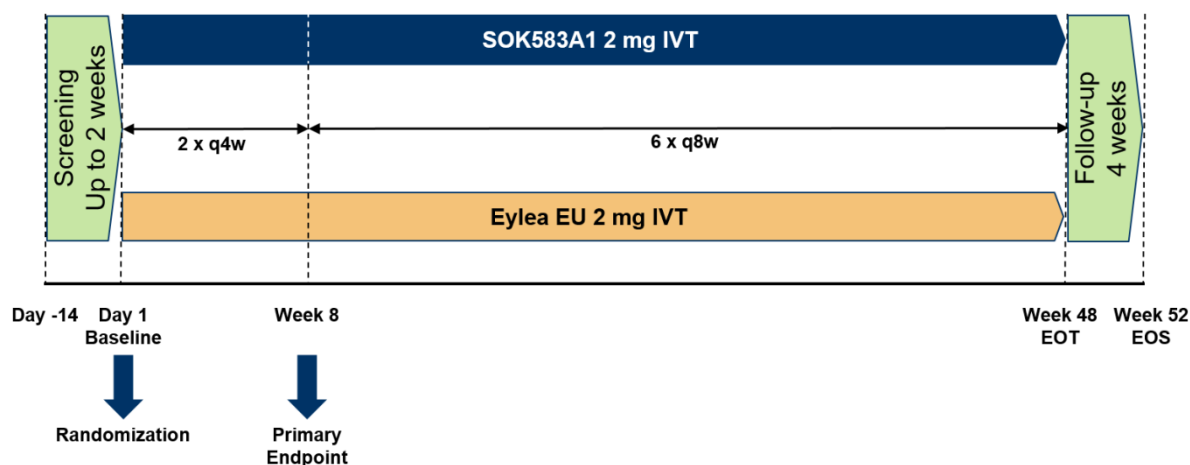 SOK583A1 2 mg IVT
Screening
Up to 2 weeks
2 x q4w
6 x q8w
Follow-up
4 weeks
Eylea EU 2 mg IVT
Day -14
Day 1
Baseline
Week 8
Week 48
EOT
Week 52
EOS
Randomization
Primary
Endpoint